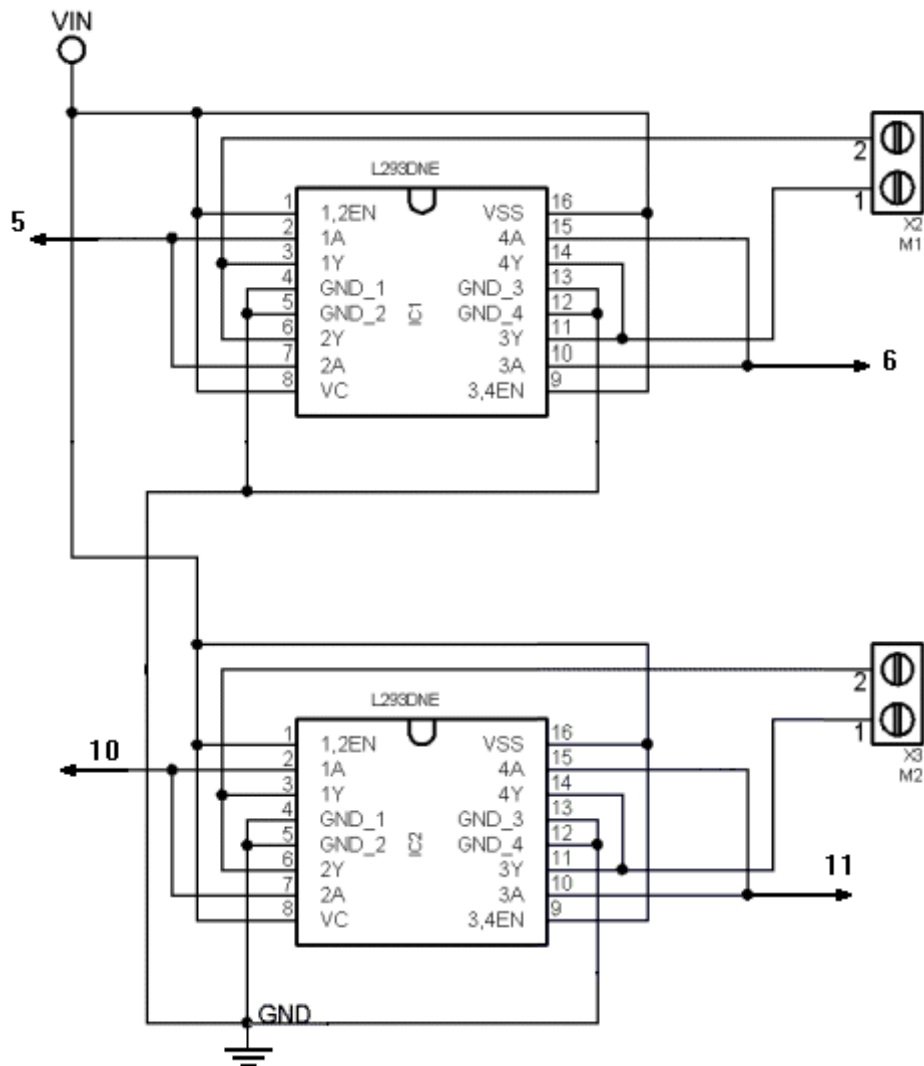 VIN
2
1
X2
M1
L293DNE
5
1 1,2EN VSS 16
2 1A 4A 15
3 1Y 4Y 14
4 GND_1 GND_3 13
5 GND_2 IC1 GND_4 12
6 2Y 3Y 11
7 2A 3A 10
8 VC 3,4EN 9
6
2
1
X3
M2
L293DNE
10
1 1,2EN VSS 16
2 1A 4A 15
3 1Y 4Y 14
4 GND_1 GND_3 13
5 GND_2 IC2 GND_4 12
6 2Y 3Y 11
7 2A 3A 10
8 VC 3,4EN 9
11
GND